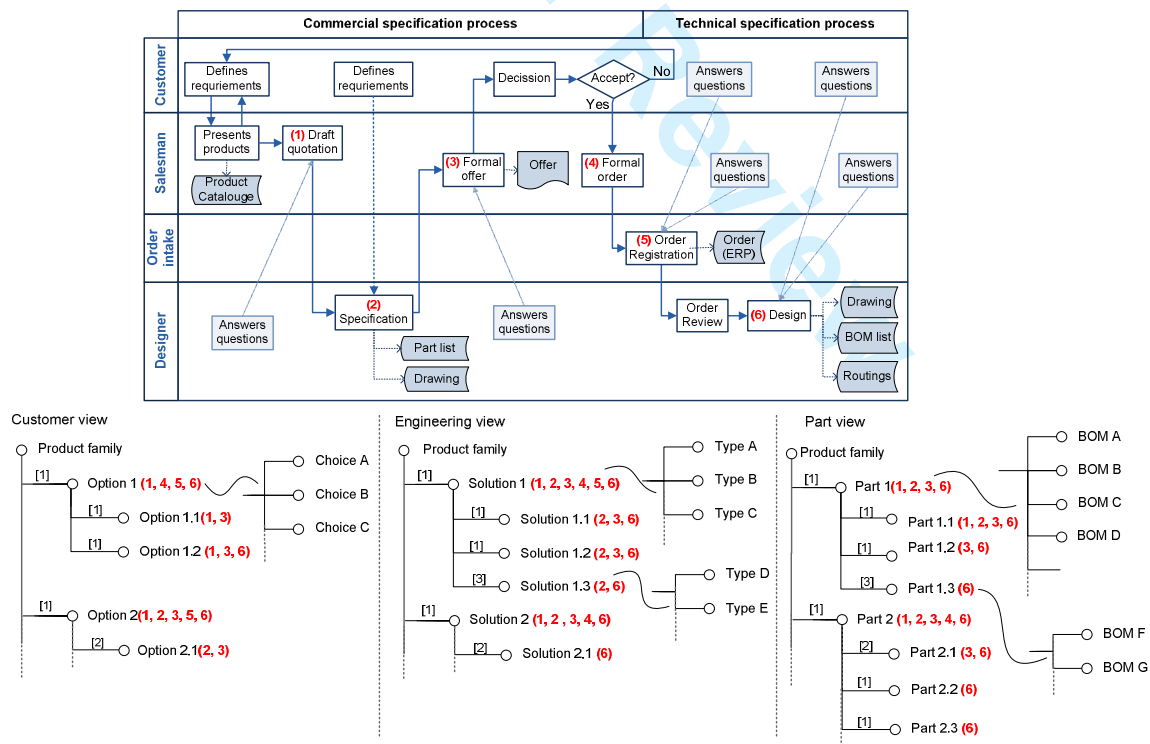 Commercial specification process
Technical specification process
Customer
Defines
requriements
Defines
requriements
Decission
Accept?
No
Yes
Answers
questions
Answers
questions
Salesman
Presents
products
(1) Draft
quotation
Product
Catalouge
(3) Formal
offer
Offer
(4) Formal
order
Answers
questions
Answers
questions
Order
intake
(5) Order
Registration
Order
(ERP)
Designer
Answers
questions
(2)
Specification
Part list
Drawing
Answers
questions
Order
Review
(6) Design
Drawing
BOM list
Routings
Review
Customer view
Product family
[1]
Option 1 (1, 4, 5, 6)
[1]
Option 1.1(1, 3)
[1]
Option 1.2 (1, 3, 6)
Choice A
Choice B
Choice C
[1]
Option 2(1, 2, 3, 5, 6)
[2]
Option 2.1(2, 3)
Engineering view
Product family
[1]
Solution 1 (1, 2, 3, 4, 5, 6)
[1]
Solution 1.1 (2, 3, 6)
[1]
Solution 1.2 (2, 3, 6)
[3]
Solution 1.3 (2, 6)
Type A
Type B
Type C
Type D
Type E
[1]
Solution 2 (1, 2 , 3, 4, 6)
[2]
Solution 2.1 (6)
Part view
Product family
[1]
Part 1(1, 2, 3, 6)
[1]
Part 1.1 (1, 2, 3, 6)
[1]
Part 1.2 (3, 6)
[3]
Part 1.3 (6)
BOM A
BOM B
BOM C
BOM D
[1]
Part 2 (1, 2, 3, 4, 6)
[2]
Part 2.1 (3, 6)
[1]
Part 2.2 (6)
[1]
Part 2.3 (6)
BOM F
BOM G